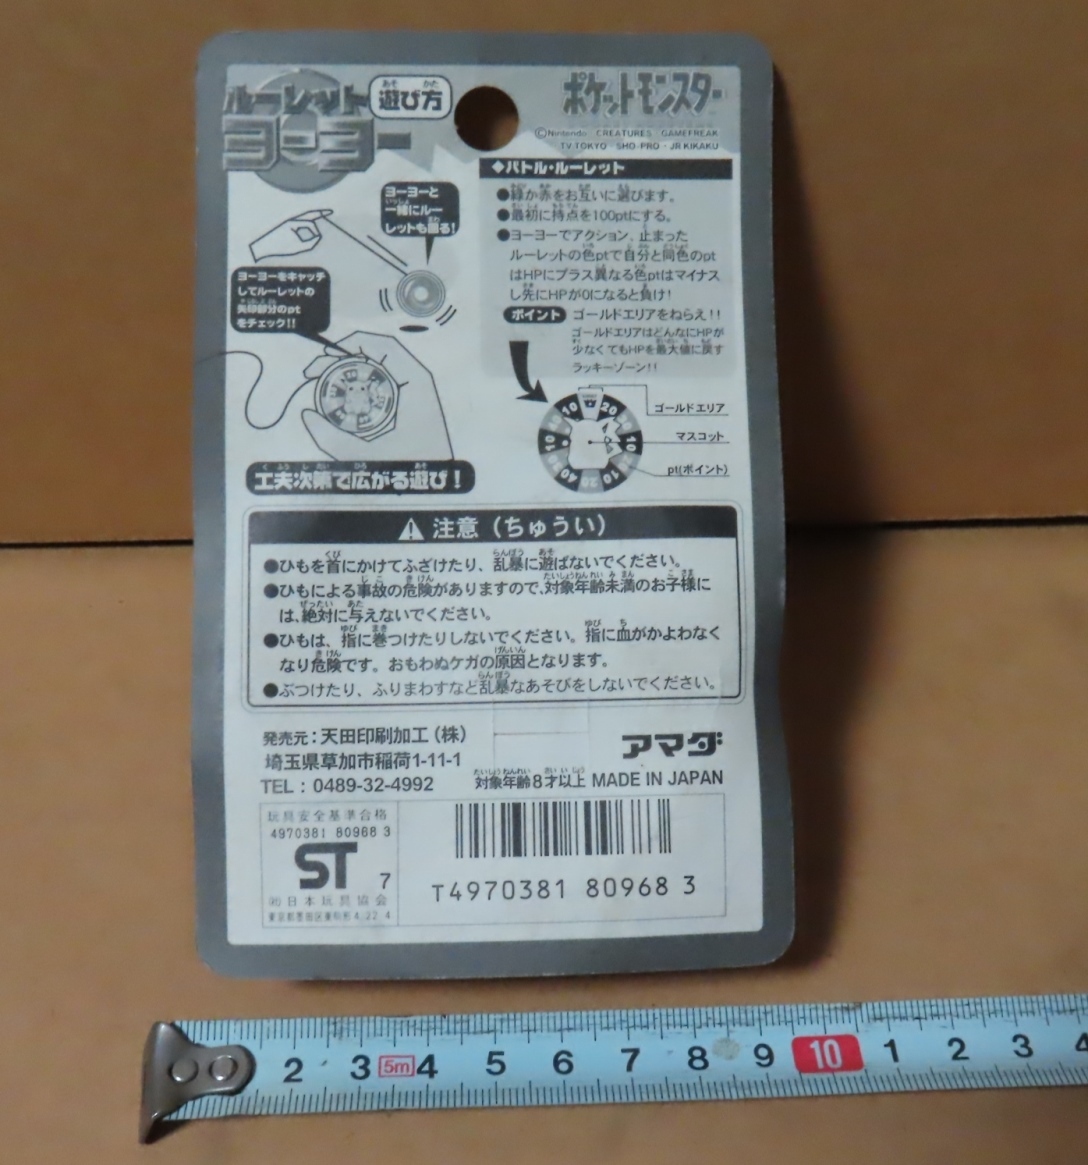 ルーレット
ヨーヨー
遊び方
ポケットモンスター
©Nintendo CREATURES GAMEFREAK
TV TOKYO・SHO-PRO・JR KIKAKU
ヨーヨーと
一緒にルー
レットも回る!
ヨーヨーをキャッチ
してルーレットの
矢印部分のpt
をチェック!!
工夫次第で広がる遊び!
◆バトル・ルーレット
●緑か赤をお互いに選びます。
●最初に持点を100ptにする。
●ヨーヨーでアクション、止まった
ルーレットの色ptで自分と同色のpt
はHPにプラス異なる色ptはマイナス
し先にHPが0になると負け!
ポイント ゴールドエリアをねらえ!!
ゴールドエリアはどんなにHPが
少なくてもHPを最大値に戻す
ラッキーゾーン!!
ゴールドエリア
マスコット
pt(ポイント)
注意(ちゅうい)
●ひもを首にかけてふざけたり、乱暴に遊ばないでください。
●ひもによる事故の危険がありますので、対象年齢未満のお子様に
は、絶対に与えないでください。
●ひもは、指に巻つけたりしないでください。指に血がかよわなく
なり危険です。おもわぬケガの原因となります。
●ぶつけたり、ふりまわすなど乱暴なあそびをしないでください。
発売元:天田印刷加工(株)
埼玉県草加市稲荷1-11-1
TEL:0489-32-4992
アマダ
対象年齢8才以上 MADE IN JAPAN
玩具安全基準合格
4970381 80968 3
ST 7
㈳日本玩具協会
東京都墨田区東駒形4-22-4
T4970381 80968 3
2 3 5m 4 5 6 7 8 9 10 1 2 3 4